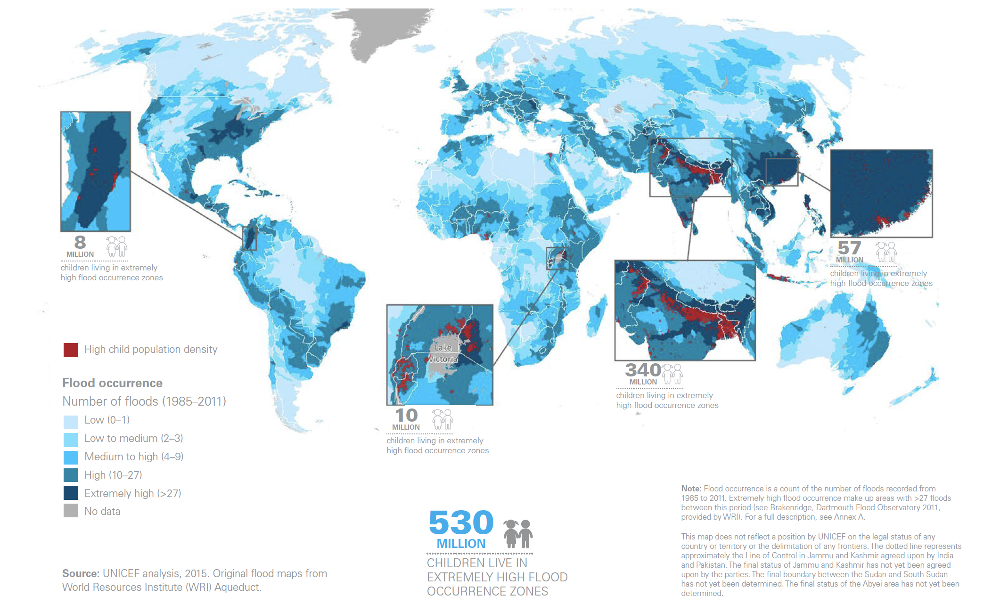 8
MILLION
children living in extremely
high flood occurrence zones
57
MILLION
children living in extremely
high flood occurrence zones
Lake
Victoria
10
MILLION
children living in extremely
high flood occurrence zones
340
MILLION
children living in extremely
high flood occurrence zones
High child population density
Flood occurrence
Number of floods (1985–2011)
Low (0–1)
Low to medium (2–3)
Medium to high (4–9)
High (10–27)
Extremely high (>27)
No data
Source: UNICEF analysis, 2015. Original flood maps from
World Resources Institute (WRI) Aqueduct.
530
MILLION
CHILDREN LIVE IN
EXTREMELY HIGH FLOOD
OCCURRENCE ZONES
Note: Flood occurrence is a count of the number of floods recorded from
1985 to 2011. Extremely high flood occurrence make up areas with >27 floods
between this period (see Brakenridge, Dartmouth Flood Observatory 2011,
provided by WRI). For a full description, see Annex A.
This map does not reflect a position by UNICEF on the legal status of any
country or territory or the delimitation of any frontiers. The dotted line represents
approximately the Line of Control in Jammu and Kashmir agreed upon by India
and Pakistan. The final status of Jammu and Kashmir has not yet been agreed
upon by the parties. The final boundary between the Sudan and South Sudan
has not yet been determined. The final status of the Abyei area has not yet been
determined.